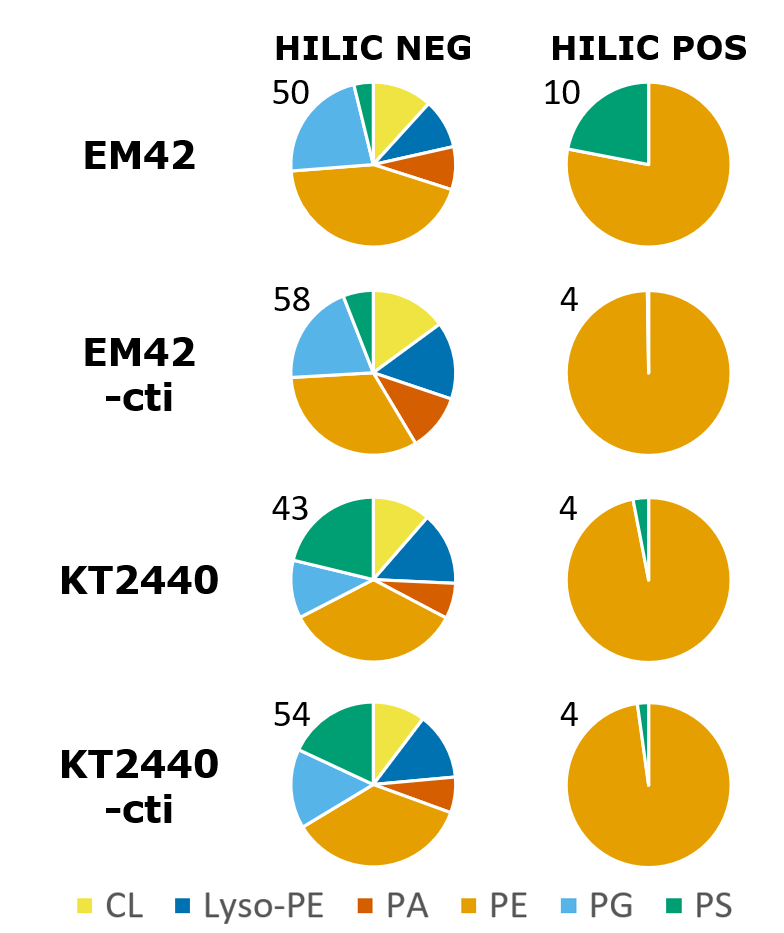 HILIC NEG HILIC POS
50 10
EM42
58 4
EM42
-cti
43 4
KT2440
54 4
KT2440
-cti
CL Lyso-PE PA PE PG PS